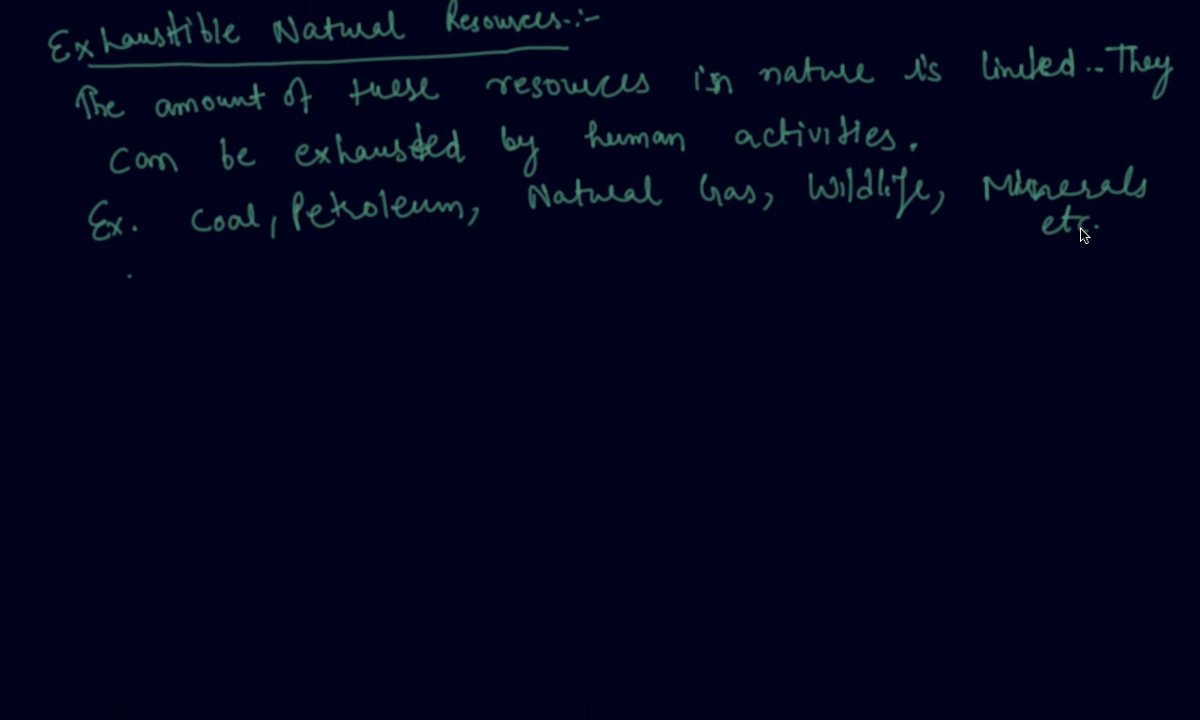 Exhaustible Natural Resources:-
The amount of these resources in nature is limited.. They
can be exhausted by human activities.
Ex. Coal, Petroleum, Natural Gas, Wildlife, Minerals
etc.